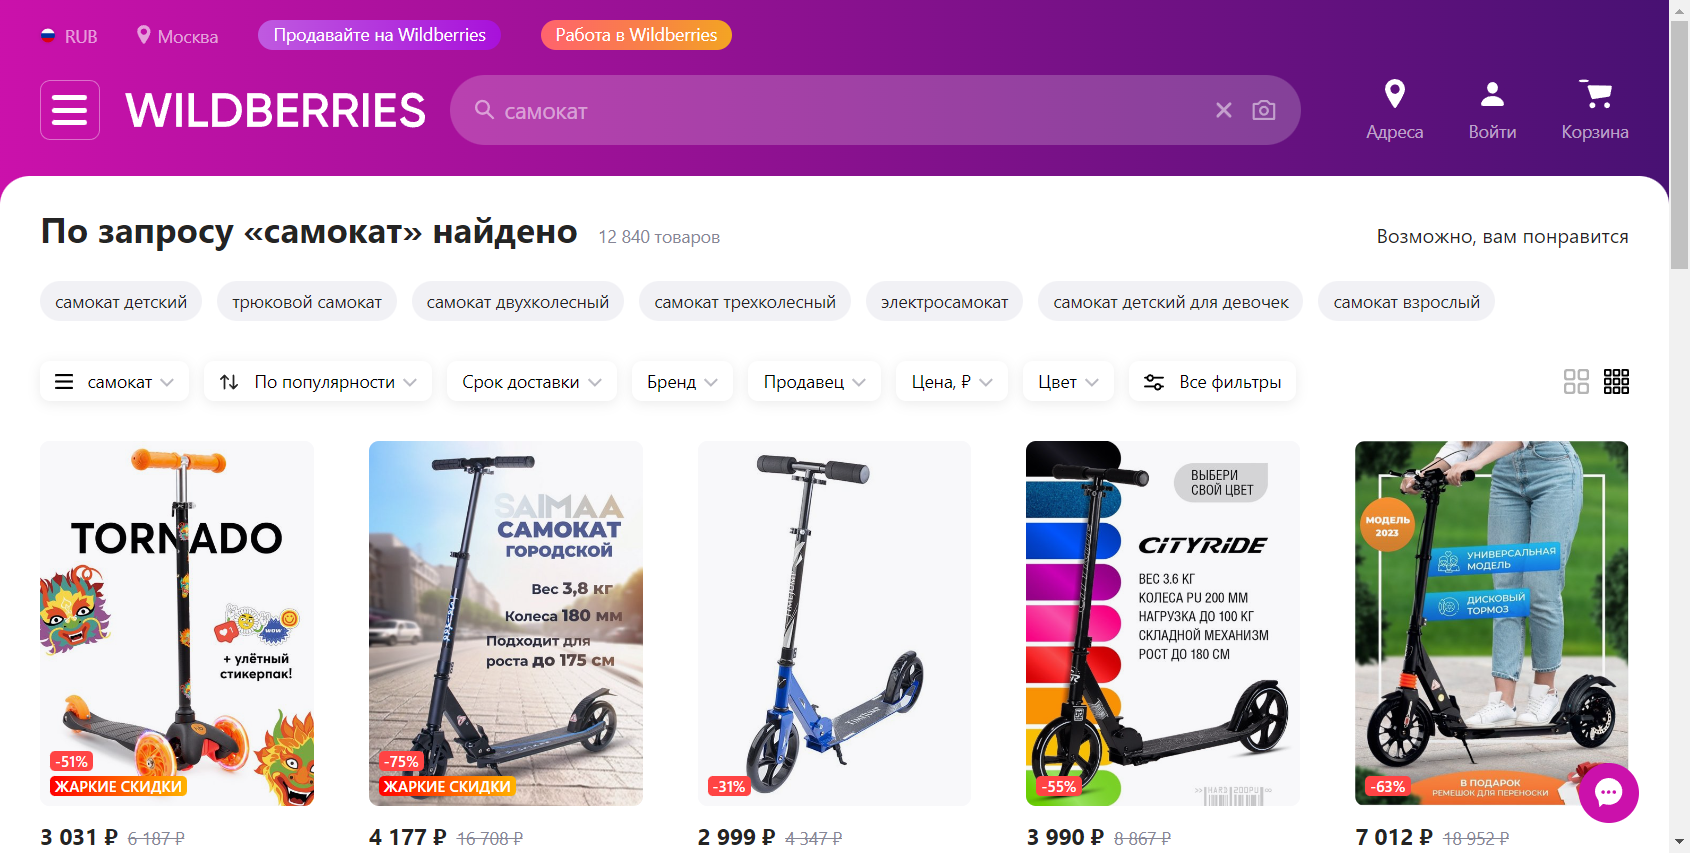 RUB
Москва
Продавайте на Wildberries
Работа в Wildberries
WILDBERRIES
самокат
Адреса
Войти
Корзина
По запросу «самокат» найдено
12 840 товаров
Возможно, вам понравится
самокат детский
трюковой самокат
самокат двухколесный
самокат трехколесный
электросамокат
самокат детский для девочек
самокат взрослый
самокат
По популярности
Срок доставки
Бренд
Продавец
Цена, ₽
Цвет
Все фильтры
TORNADO
WOW
+ улётный
стикерпак!
-51%
ЖАРКИЕ СКИДКИ
SAIMAA
САМОКАТ
ГОРОДСКОЙ
Вес 3,8 кг
Колеса 180 мм
Подходит для
роста до 175 см
-75%
ЖАРКИЕ СКИДКИ
-31%
ВЫБЕРИ
СВОЙ ЦВЕТ
CITYRIDE
ВЕС 3.6 КГ
КОЛЕСА PU 200 ММ
НАГРУЗКА ДО 100 КГ
СКЛАДНОЙ МЕХАНИЗМ
РОСТ ДО 180 СМ
-55%
МОДЕЛЬ
2023
УНИВЕРСАЛЬНАЯ
МОДЕЛЬ
ДИСКОВЫЙ
ТОРМОЗ
-63%
В ПОДАРОК
РЕМЕШОК ДЛЯ ПЕРЕНОСКИ
3 031 ₽ 6 187 ₽
4 177 ₽ 16 708 ₽
2 999 ₽ 4 347 ₽
3 990 ₽ 8 867 ₽
7 012 ₽ 18 952 ₽